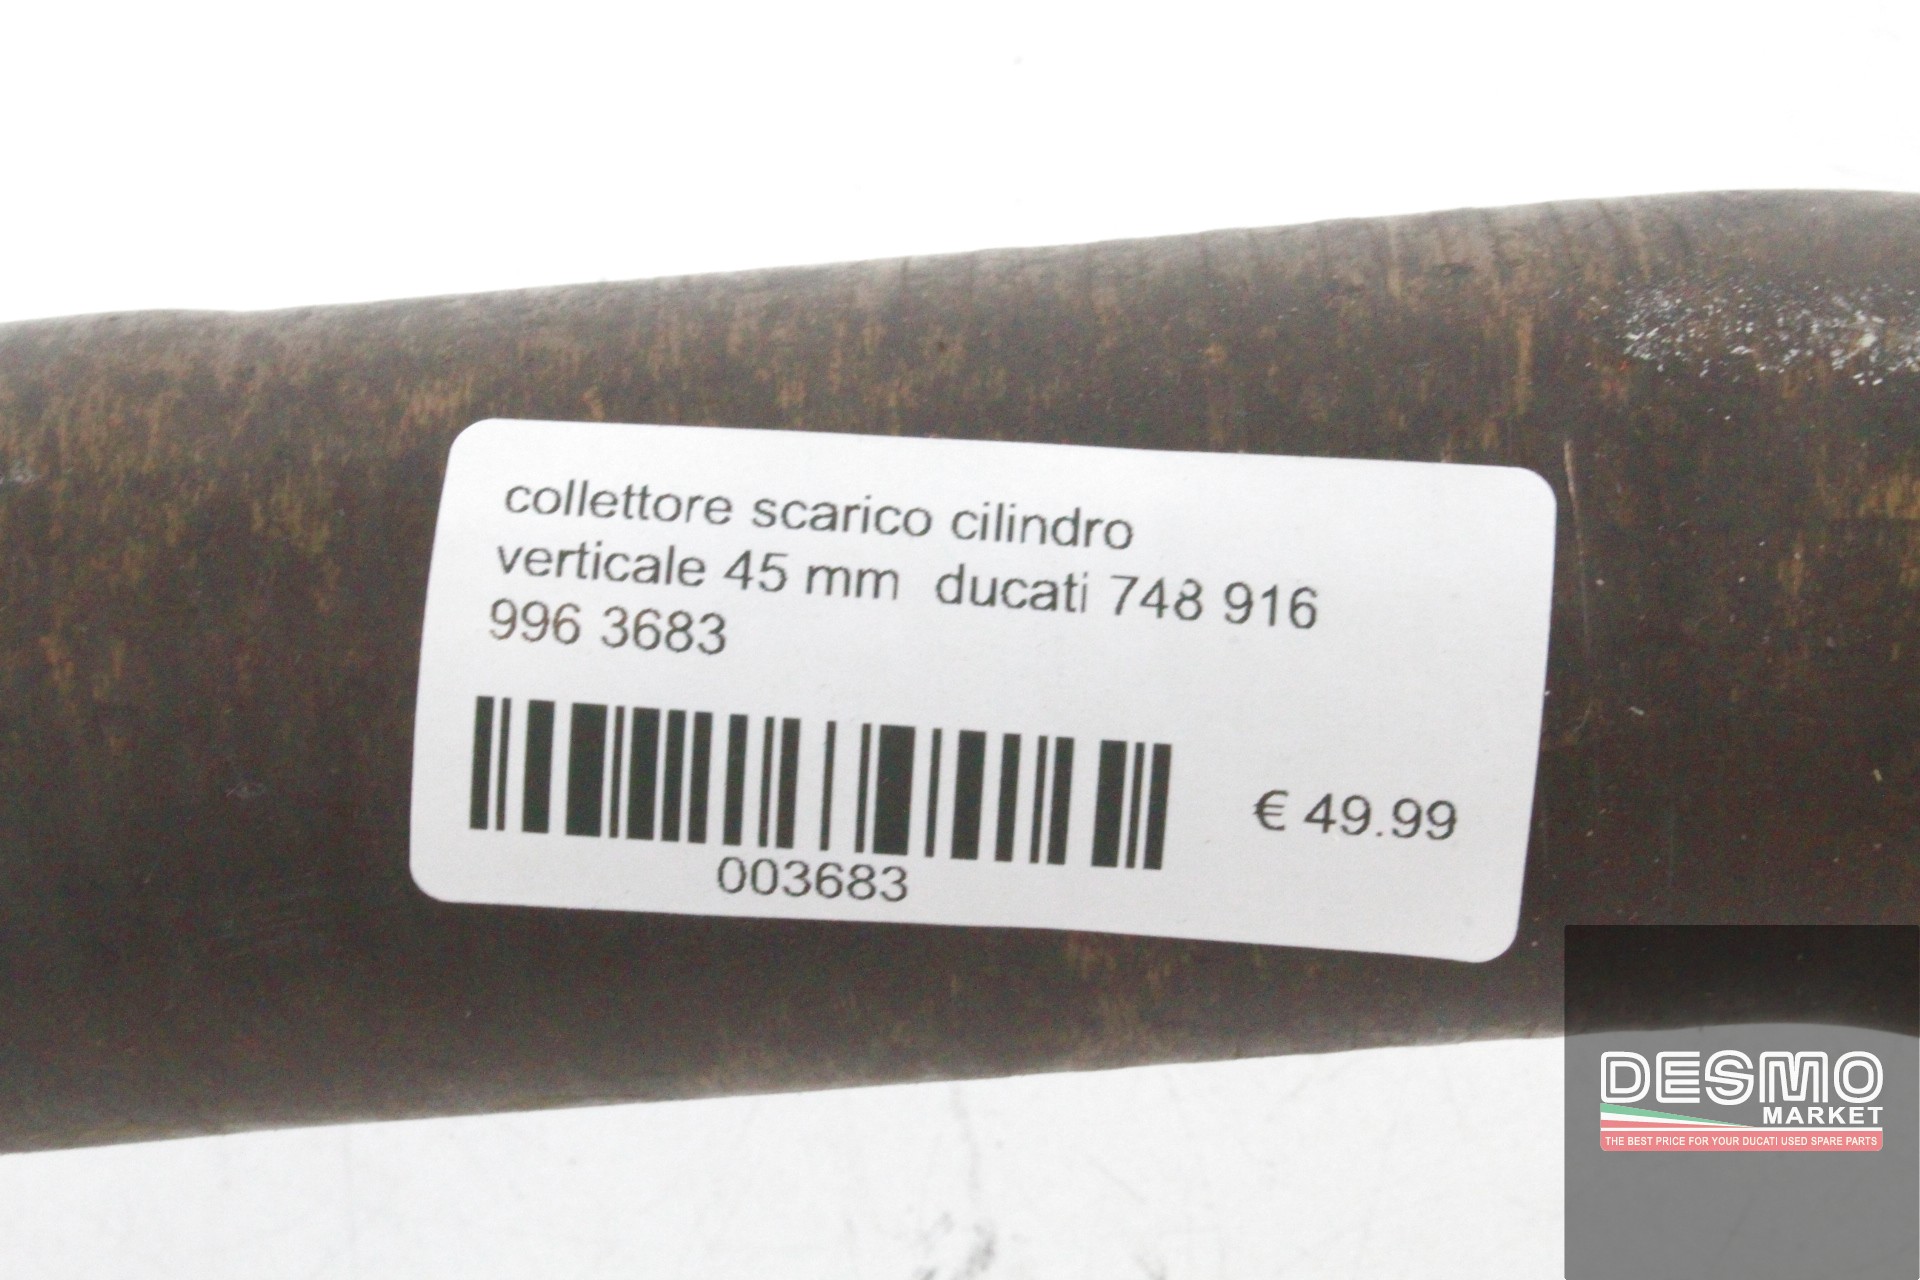 collettore scarico cilindro
verticale 45 mm  ducati 748 916
996 3683
€ 49.99
003683
DESMO
MARKET
THE BEST PRICE FOR YOUR DUCATI USED SPARE PARTS